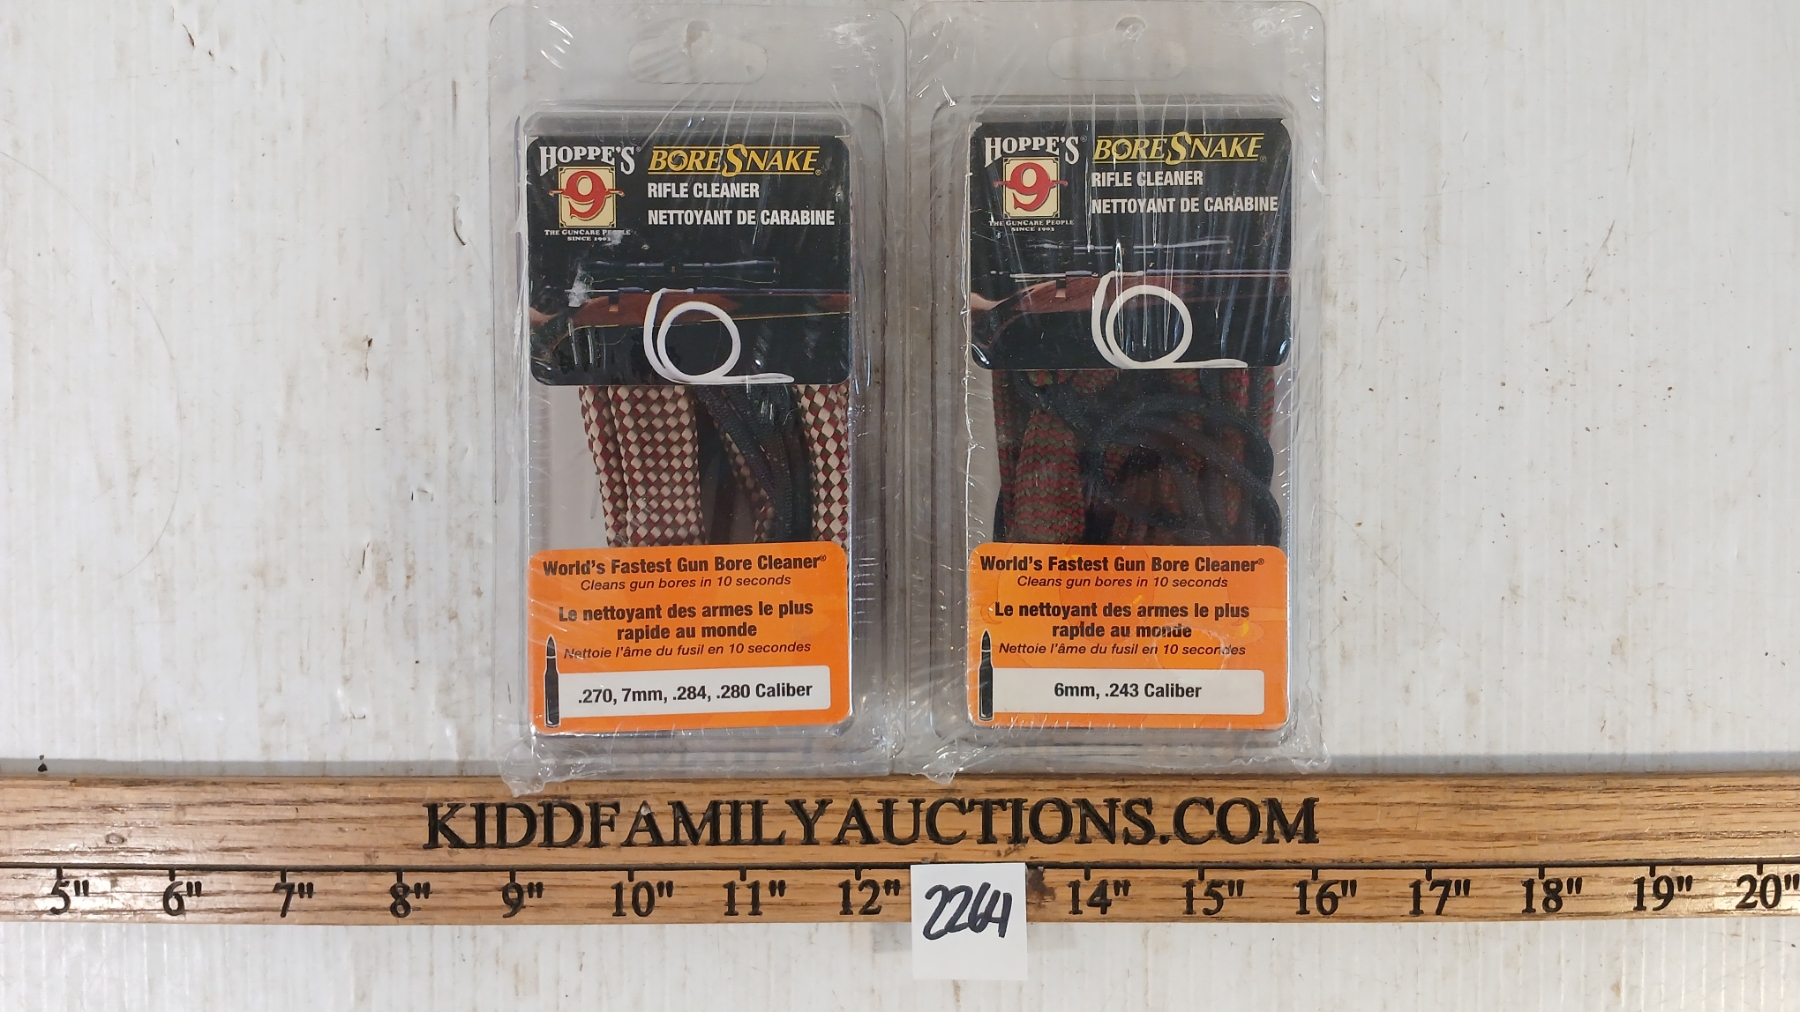 HOPPE'S®
9
THE GUNCARE PEOPLE
SINCE 1903
BORESNAKE®
RIFLE CLEANER
NETTOYANT DE CARABINE
World's Fastest Gun Bore Cleaner®
Cleans gun bores in 10 seconds
Le nettoyant des armes le plus
rapide au monde
Nettoie l'âme du fusil en 10 secondes
.270, 7mm, .284, .280 Caliber
HOPPE'S®
9
THE GUNCARE PEOPLE
SINCE 1903
BORESNAKE®
RIFLE CLEANER
NETTOYANT DE CARABINE
World's Fastest Gun Bore Cleaner®
Cleans gun bores in 10 seconds
Le nettoyant des armes le plus
rapide au monde
Nettoie l'âme du fusil en 10 secondes
6mm, .243 Caliber
KIDDFAMILYAUCTIONS.COM
5" 6" 7" 8" 9" 10" 11" 12" 14" 15" 16" 17" 18" 19" 20"
2264